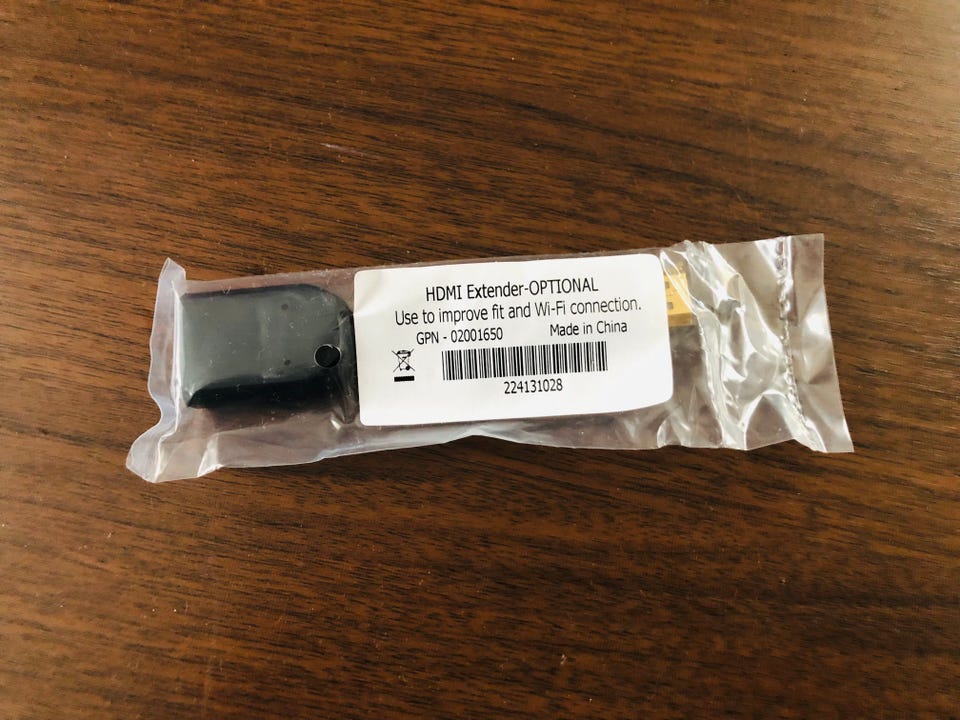 HDMI Extender-OPTIONAL
Use to improve fit and Wi-Fi connection.
GPN - 02001650 Made in China
224131028